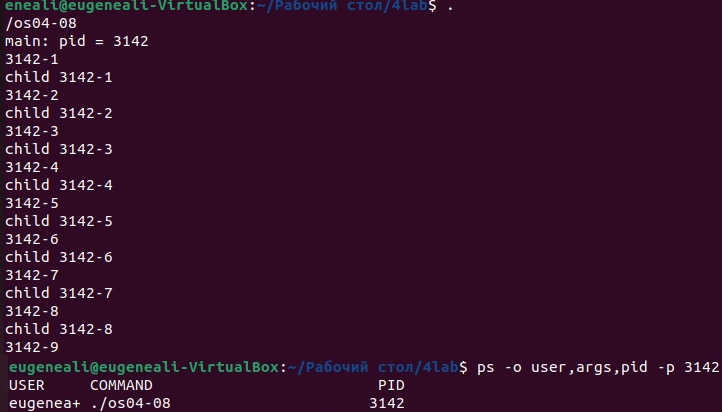 eneali@eugeneali-VirtualBox:~/Рабочий стол/4lab$ .
/os04-08
main: pid = 3142
3142-1
child 3142-1
3142-2
child 3142-2
3142-3
child 3142-3
3142-4
child 3142-4
3142-5
child 3142-5
3142-6
child 3142-6
3142-7
child 3142-7
3142-8
child 3142-8
3142-9
eugeneali@eugeneali-VirtualBox:~/Рабочий стол/4lab$ ps -o user,args,pid -p 3142
USER     COMMAND                         PID
eugenea+ ./os04-08                      3142